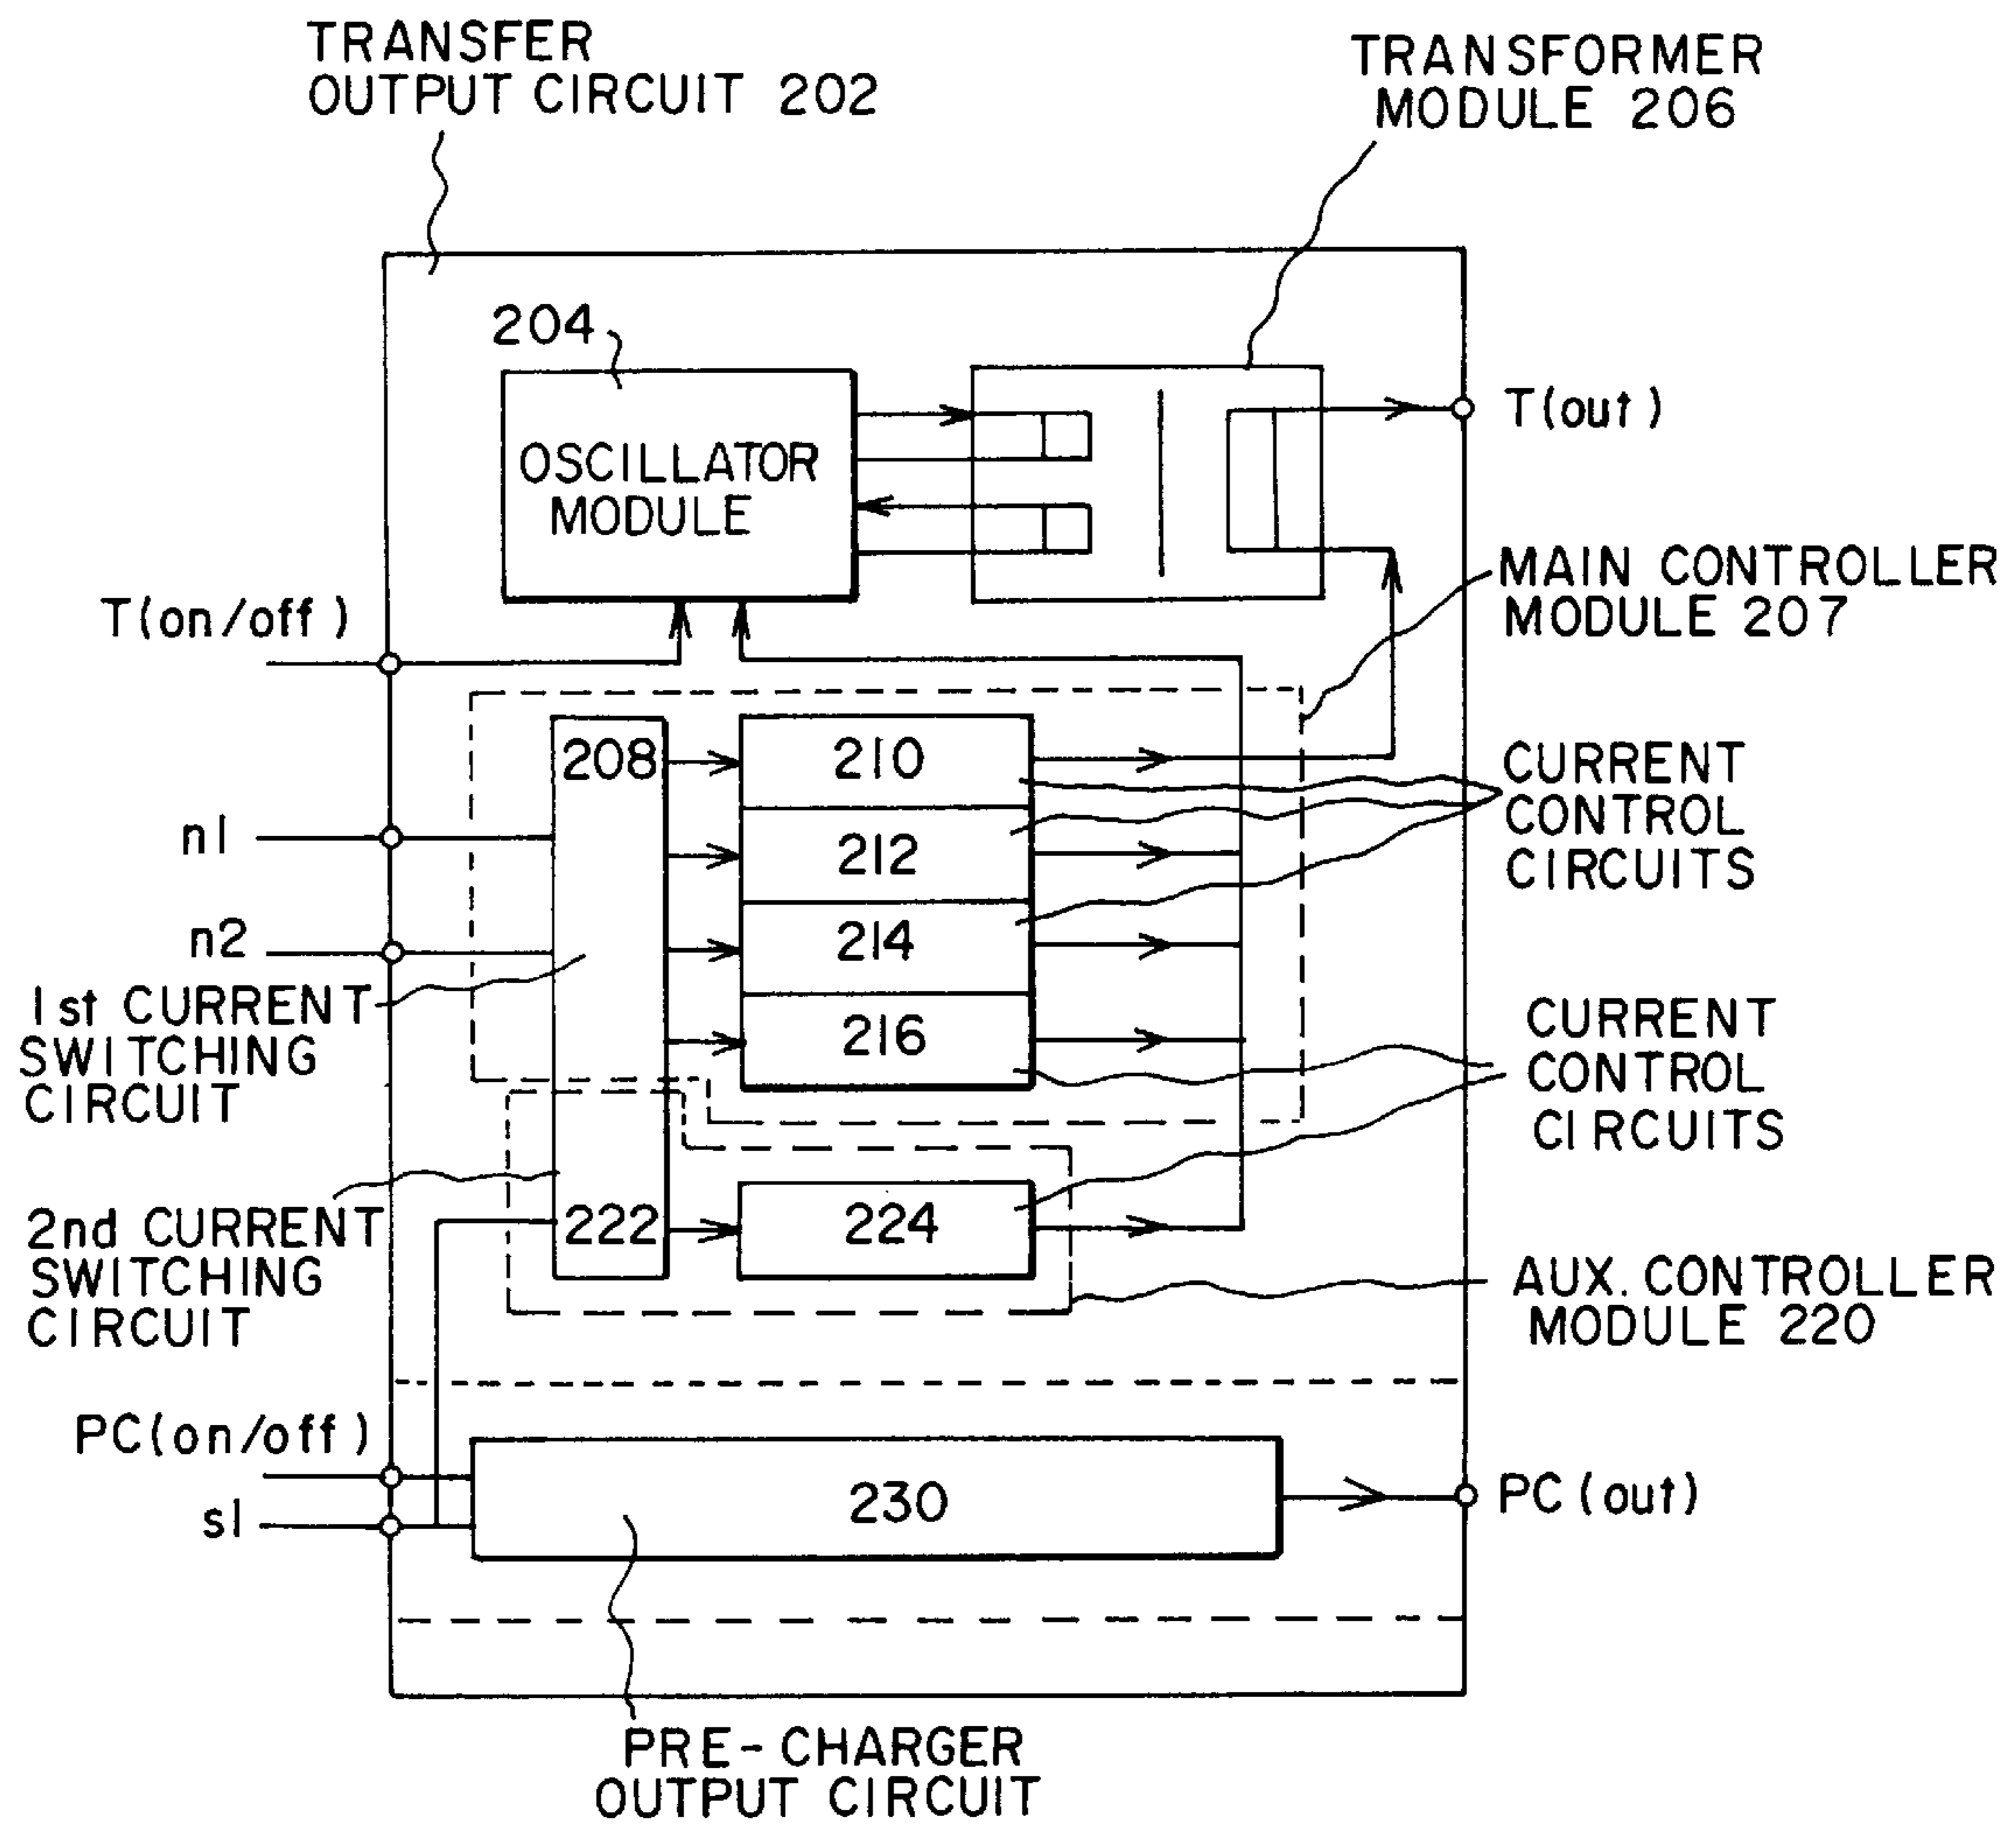 TRANSFER
OUTPUT CIRCUIT 202
TRANSFORMER
MODULE 206
204
OSCILLATOR
MODULE
T(out)
T(on/off)
MAIN CONTROLLER
MODULE 207
208
210
212
214
216
CURRENT
CONTROL
CIRCUITS
n1
n2
1st CURRENT
SWITCHING
CIRCUIT
CURRENT
CONTROL
CIRCUITS
2nd CURRENT
SWITCHING
CIRCUIT
222
224
AUX. CONTROLLER
MODULE 220
PC(on/off)
s1
230
PC(out)
PRE-CHARGER
OUTPUT CIRCUIT